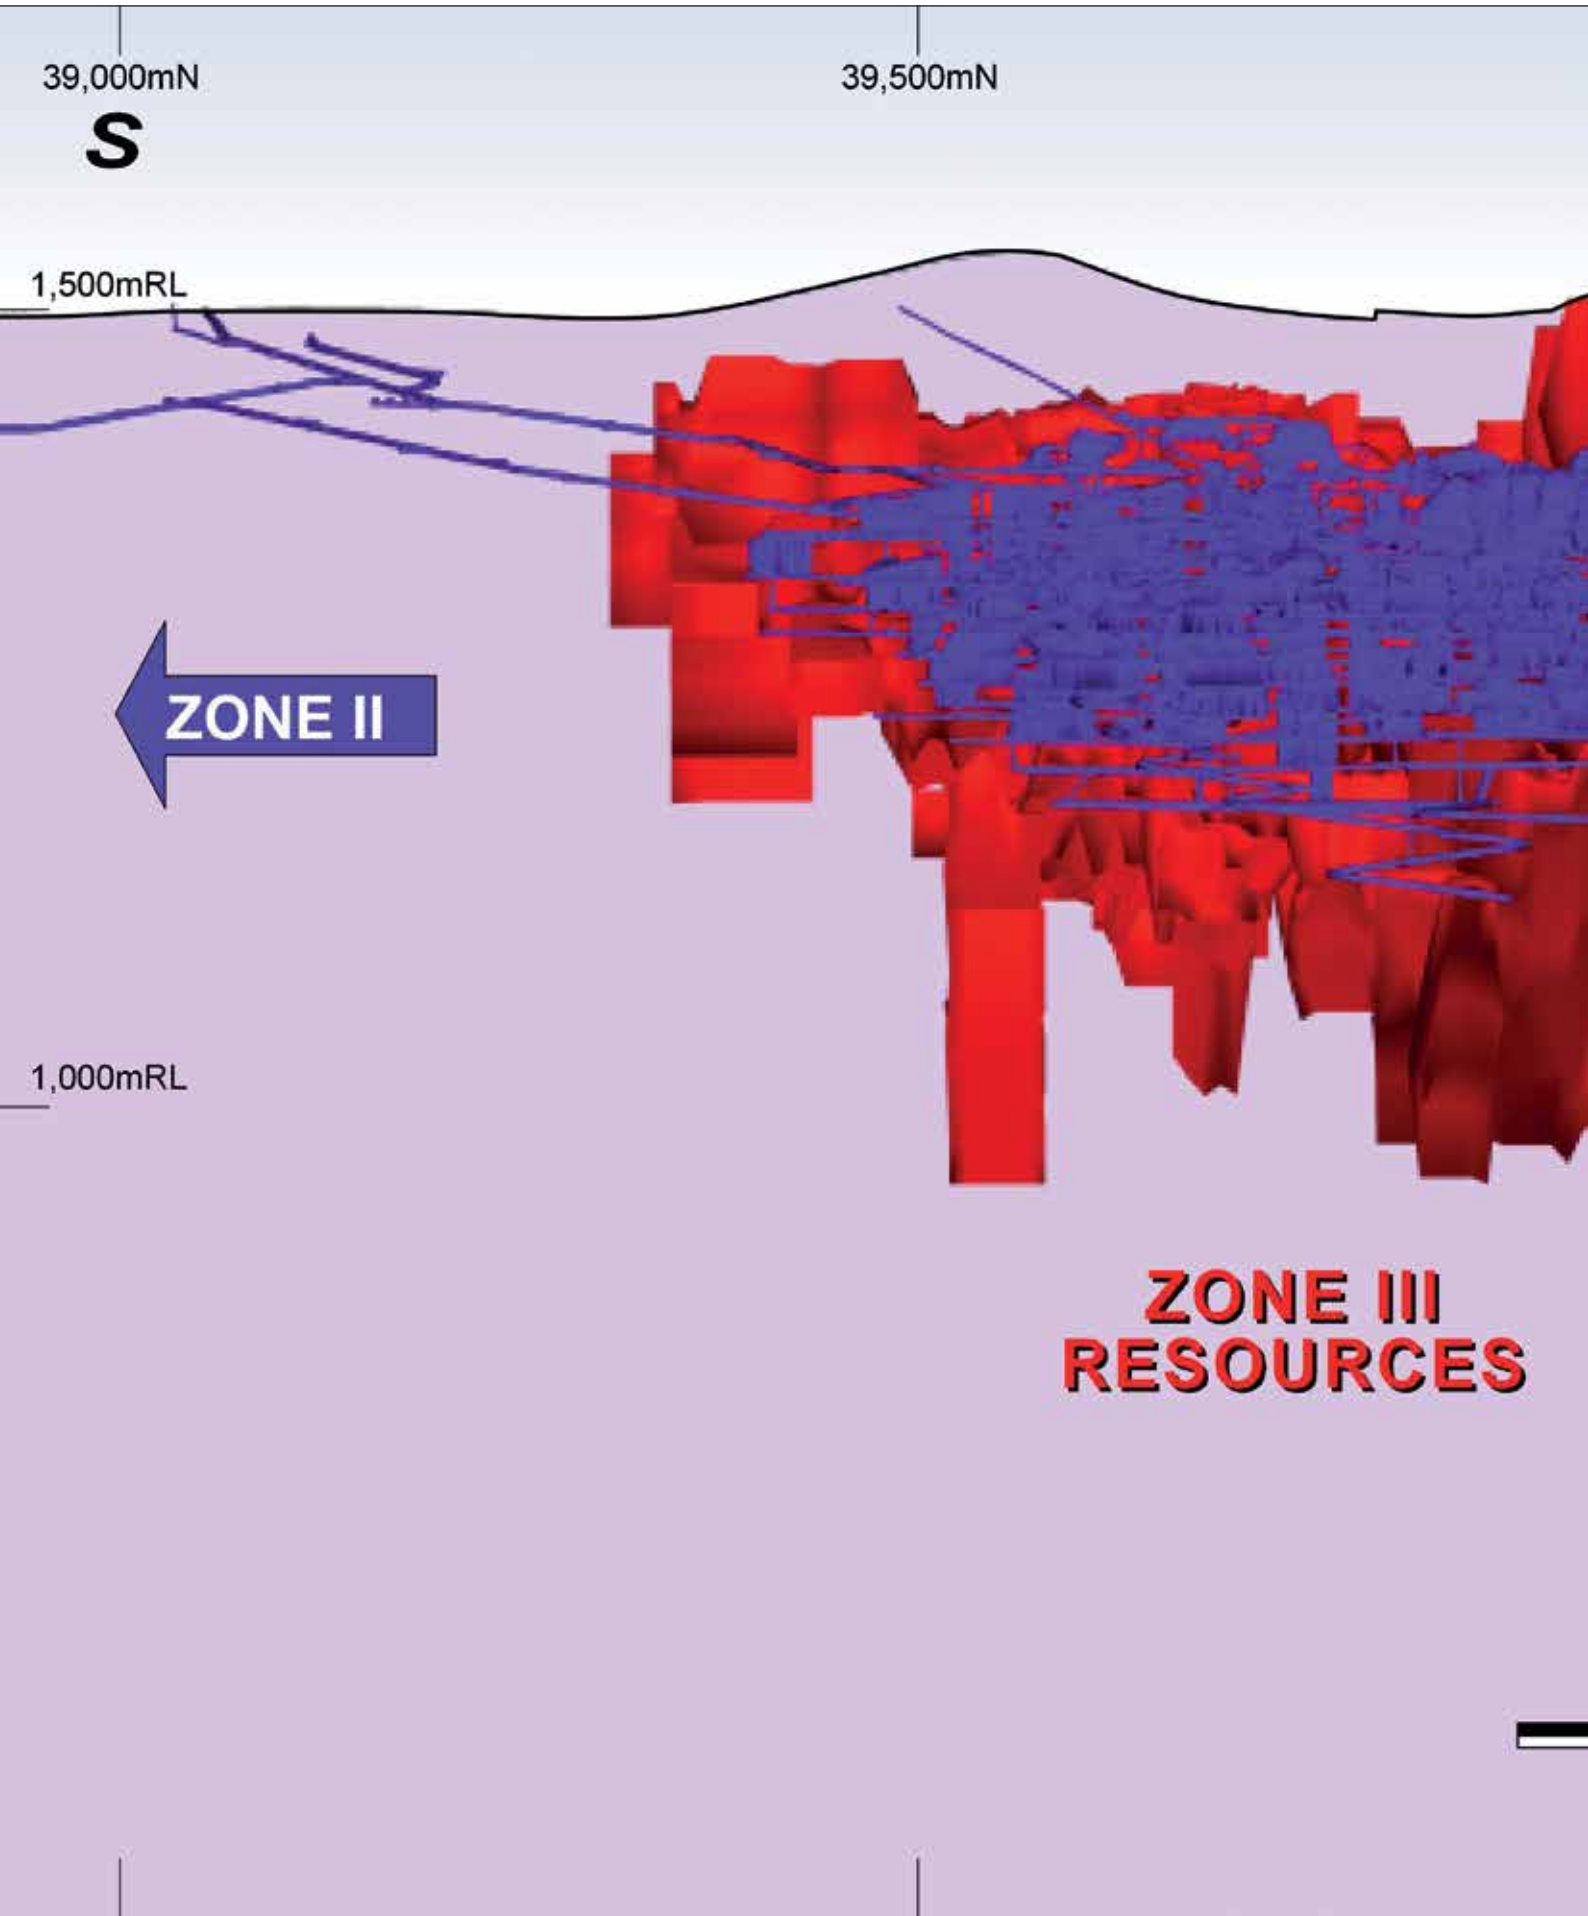 39,000mN
39,500mN
S
1,500mRL
ZONE II
1,000mRL
ZONE III
RESOURCES